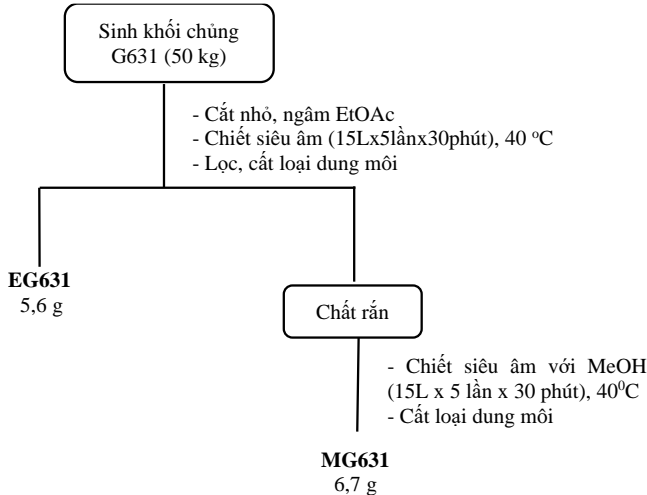 Sinh khối chủng
G631 (50 kg)
- Cắt nhỏ, ngâm EtOAc
- Chiết siêu âm (15Lx5lầnx30phút), 40 ᵒC
- Lọc, cất loại dung môi
EG631
5,6 g
Chất rắn
- Chiết siêu âm với MeOH
(15L x 5 lần x 30 phút), 40⁰C
- Cất loại dung môi
MG631
6,7 g